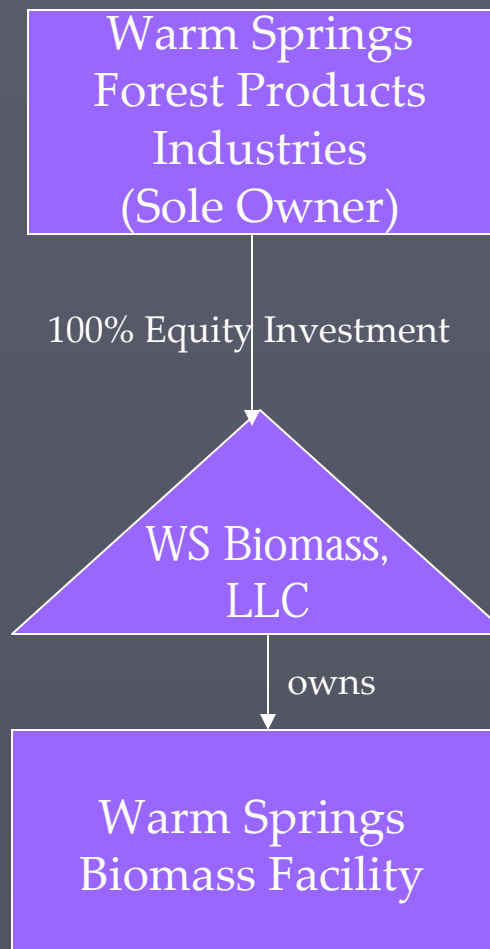 Warm Springs
Forest Products
Industries
(Sole Owner)
100% Equity Investment
WS Biomass,
LLC
owns
Warm Springs
Biomass Facility